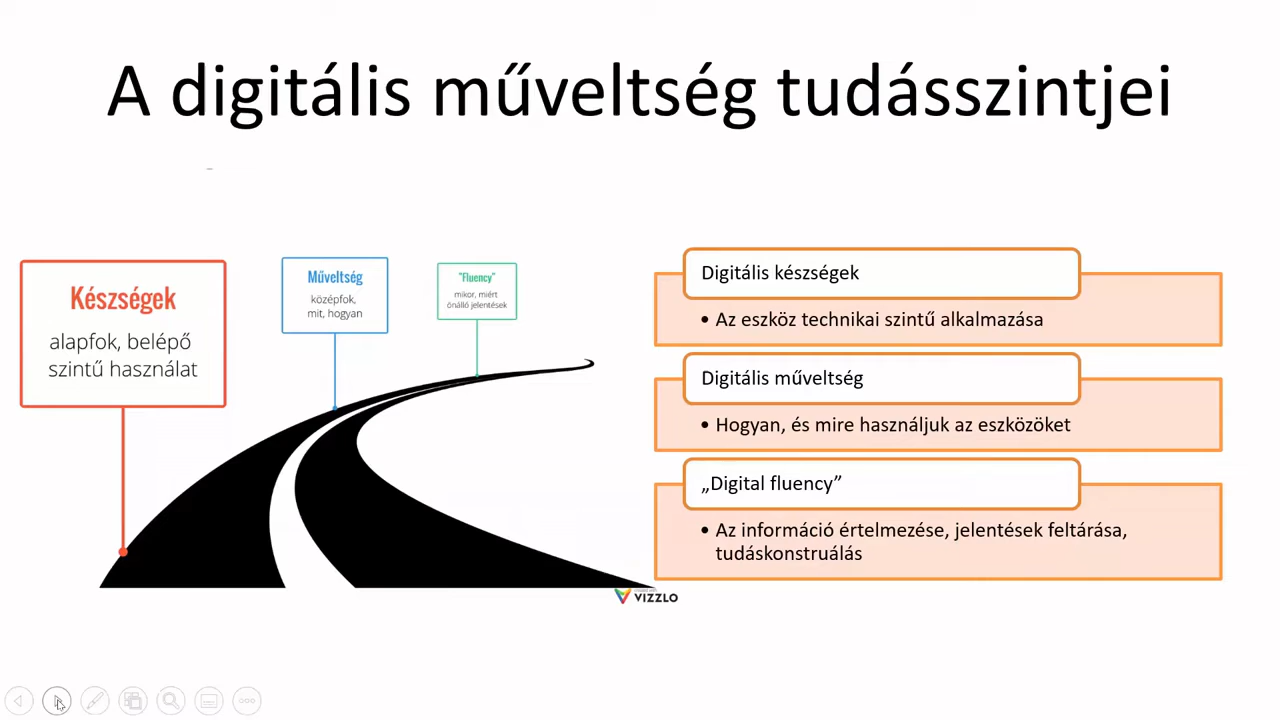 A digitális műveltség tudásszintjei
Készségek
alapfok, belépő
szintű használat
Műveltség
középfok,
mit, hogyan
"Fluency"
mikor, miért
önálló jelentések
VIZZLO
Digitális készségek
• Az eszköz technikai szintű alkalmazása
Digitális műveltség
• Hogyan, és mire használjuk az eszközöket
„Digital fluency”
• Az információ értelmezése, jelentések feltárása,
tudáskonstruálás